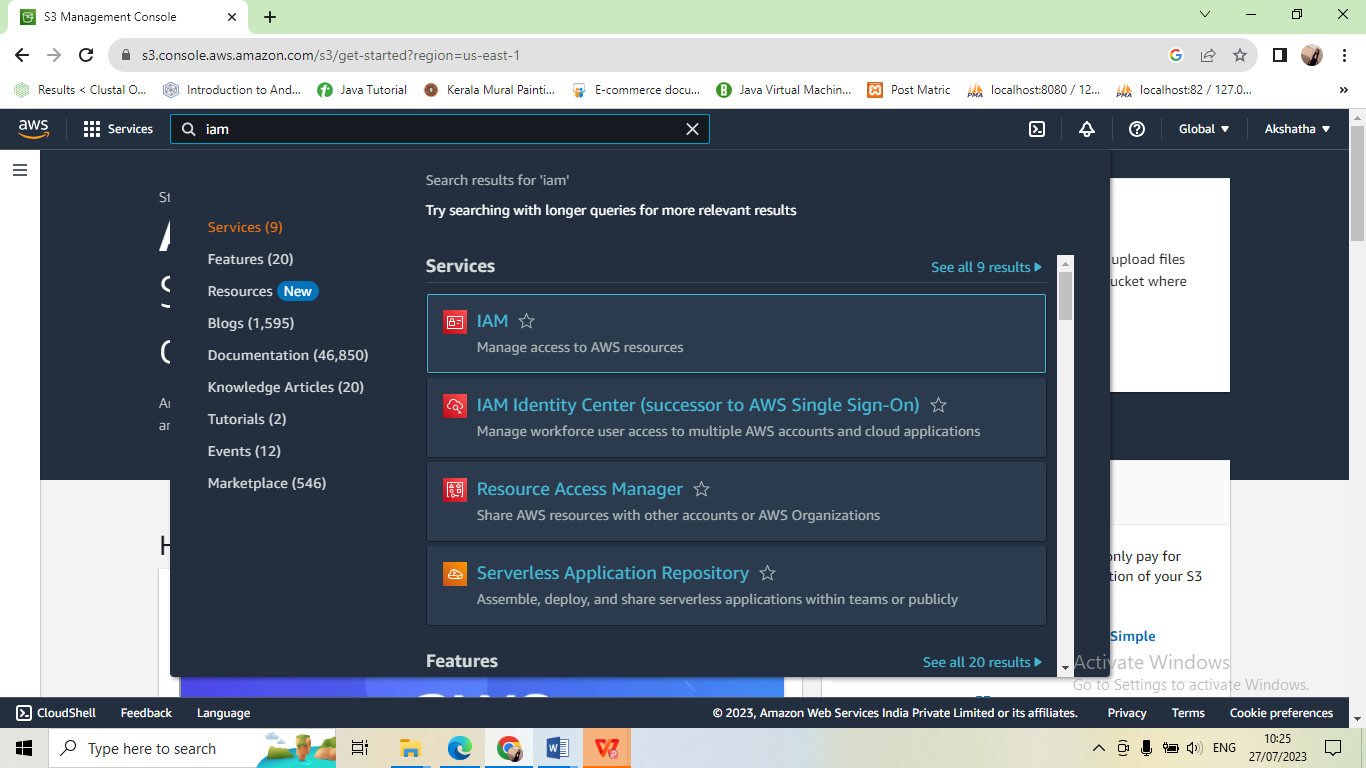 S3 Management Console
s3.console.aws.amazon.com/s3/get-started?region=us-east-1
Results < Clustal O...
Introduction to And...
Java Tutorial
Kerala Mural Painti...
E-commerce docu...
Java Virtual Machin...
Post Matric
localhost:8080 / 12...
localhost:82 / 127.0...
»
aws
Services
iam
Global
Akshatha
Search results for 'iam'
Try searching with longer queries for more relevant results
Services (9)
Features (20)
Resources New
Blogs (1,595)
Documentation (46,850)
Knowledge Articles (20)
Tutorials (2)
Events (12)
Marketplace (546)
Services
See all 9 results
IAM
Manage access to AWS resources
IAM Identity Center (successor to AWS Single Sign-On)
Manage workforce user access to multiple AWS accounts and cloud applications
Resource Access Manager
Share AWS resources with other accounts or AWS Organizations
Serverless Application Repository
Assemble, deploy, and share serverless applications within teams or publicly
Features
See all 20 results
upload files
ucket where
only pay for
tion of your S3
Simple
Activate Windows
Go to Settings to activate Windows.
CloudShell
Feedback
Language
© 2023, Amazon Web Services India Private Limited or its affiliates.
Privacy
Terms
Cookie preferences
Type here to search
ENG
10:25
27/07/2023